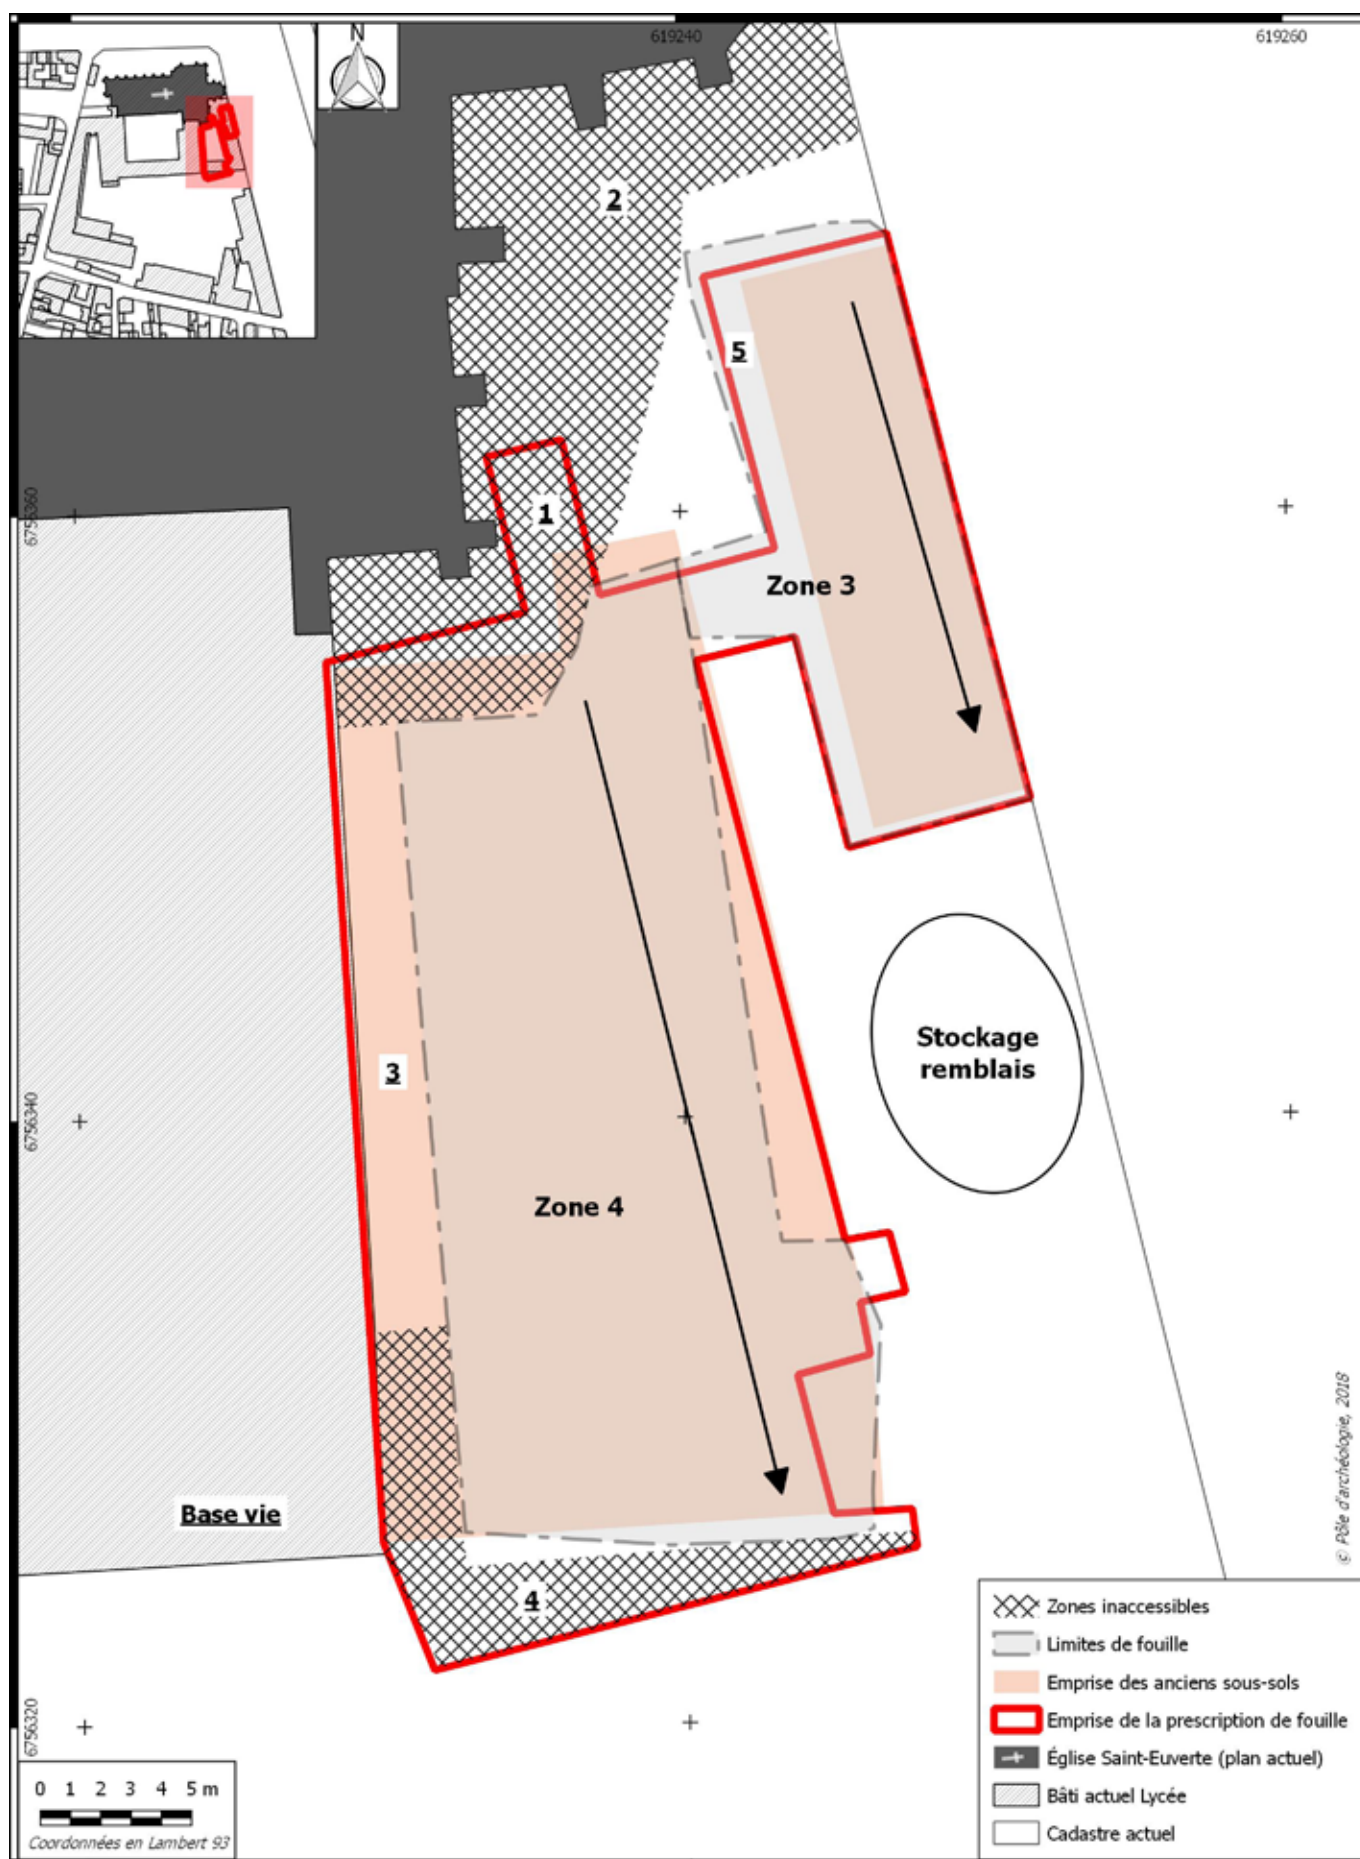 619240
619260
N
2
5
6756360
1
Zone 3
Stockage
remblais
3
6756340
Zone 4
Base vie
4
© Pôle d'archéologie, 2018
6756320
Zones inaccessibles
Limites de fouille
Emprise des anciens sous-sols
Emprise de la prescription de fouille
Église Saint-Euverte (plan actuel)
Bâti actuel Lycée
Cadastre actuel
0 1 2 3 4 5 m
Coordonnées en Lambert 93